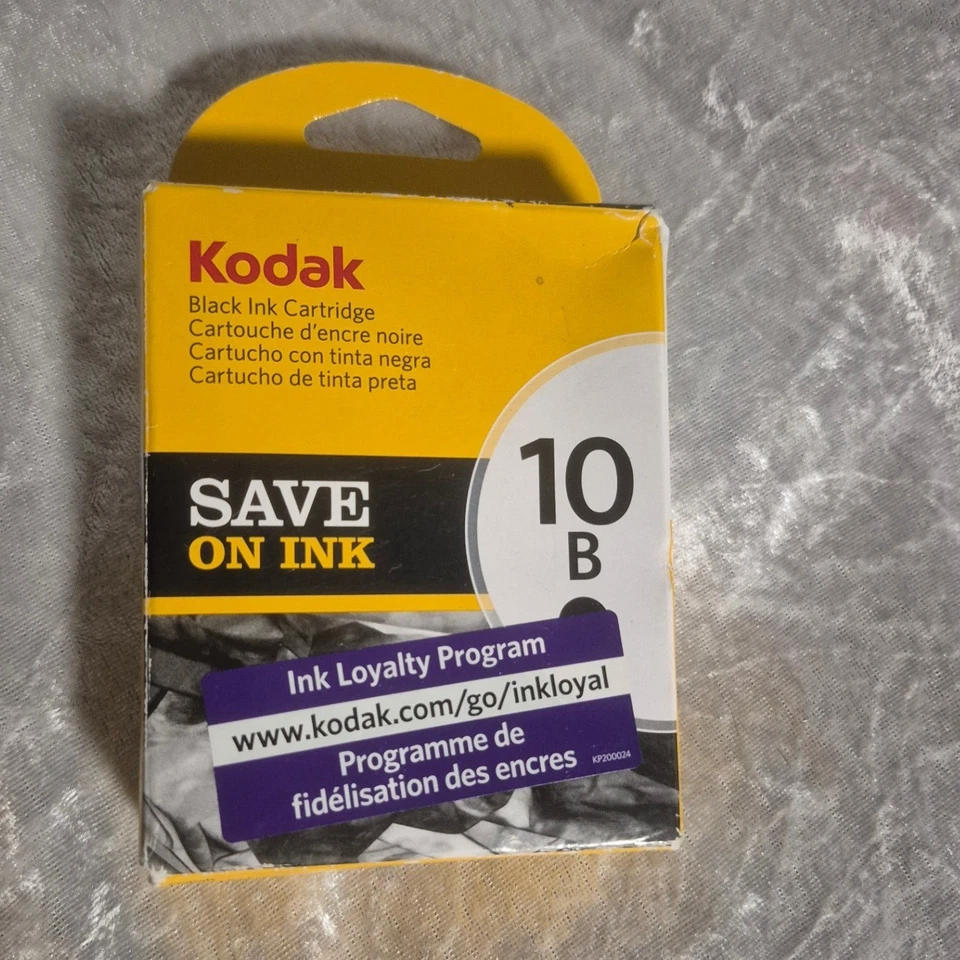 Kodak
Black Ink Cartridge
Cartouche d'encre noire
Cartucho con tinta negra
Cartucho de tinta preta
10
B
SAVE
ON INK
Ink Loyalty Program
www.kodak.com/go/inkloyal
Programme de
fidélisation des encres
KP200024